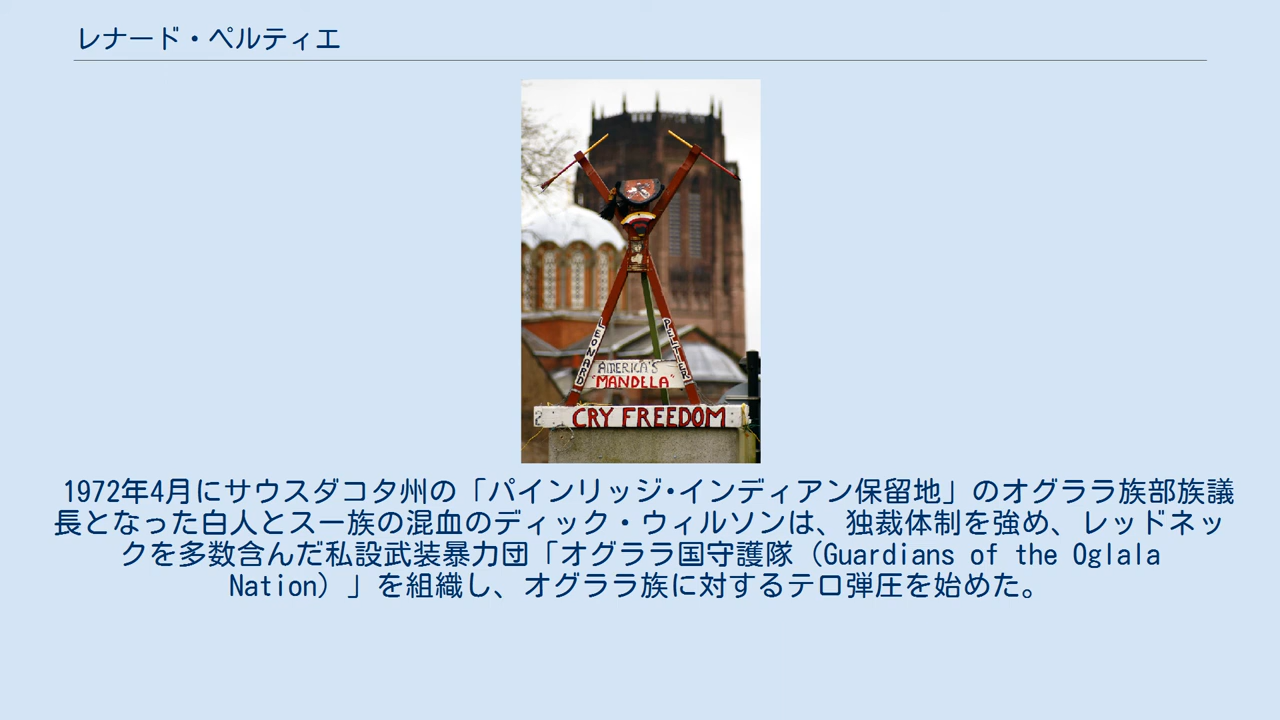 レナード・ペルティエ
LEONARD
PELTIER
AMERICA'S
"MANDELA"
CRY FREEDOM
1972年4月にサウスダコタ州の「パインリッジ・インディアン保留地」のオグララ族部族議
長となった白人とスー族の混血のディック・ウィルソンは、独裁体制を強め、レッドネッ
クを多数含んだ私設武装暴力団「オグララ国守護隊（Guardians of the Oglala
Nation）」を組織し、オグララ族に対するテロ弾圧を始めた。